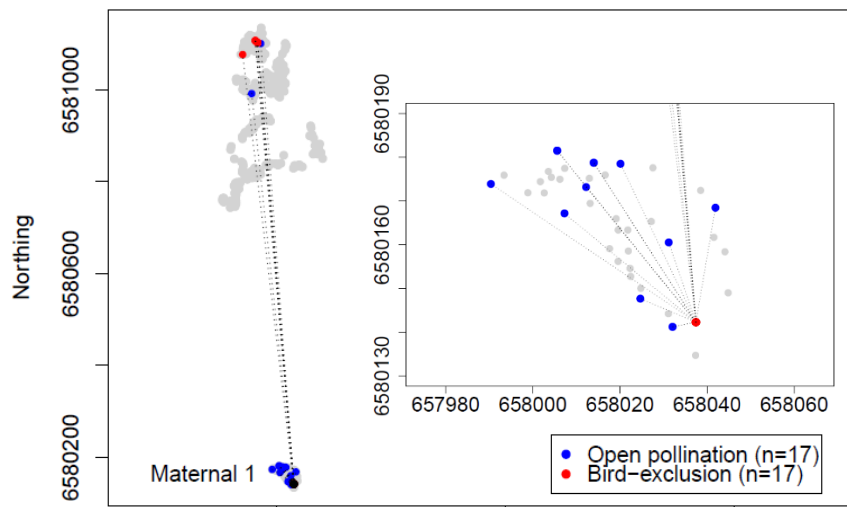 Northing
6581000
6580600
6580200
Maternal 1
6580190
6580160
6580130
657980
658000
658020
658040
658060
Open pollination (n=17)
Bird−exclusion (n=17)